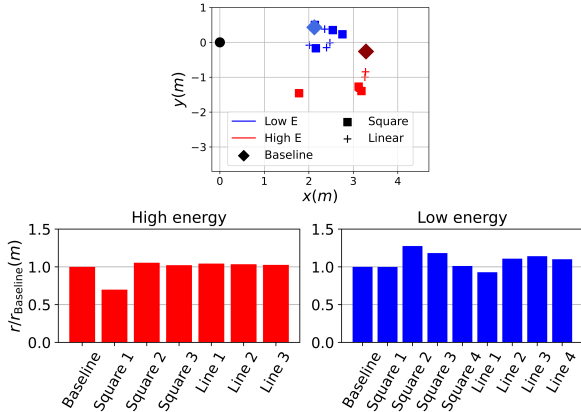 1
0
−1
−2
−3
y(m)
Low E
High E
Baseline
Square
Linear
0 1 2 3 4
x(m)
High energy
r/r_Baseline(m)
1.5
1.0
0.5
0.0
Baseline
Square 1
Square 2
Square 3
Line 1
Line 2
Line 3
Low energy
1.5
1.0
0.5
0.0
Baseline
Square 1
Square 2
Square 3
Square 4
Line 1
Line 2
Line 3
Line 4